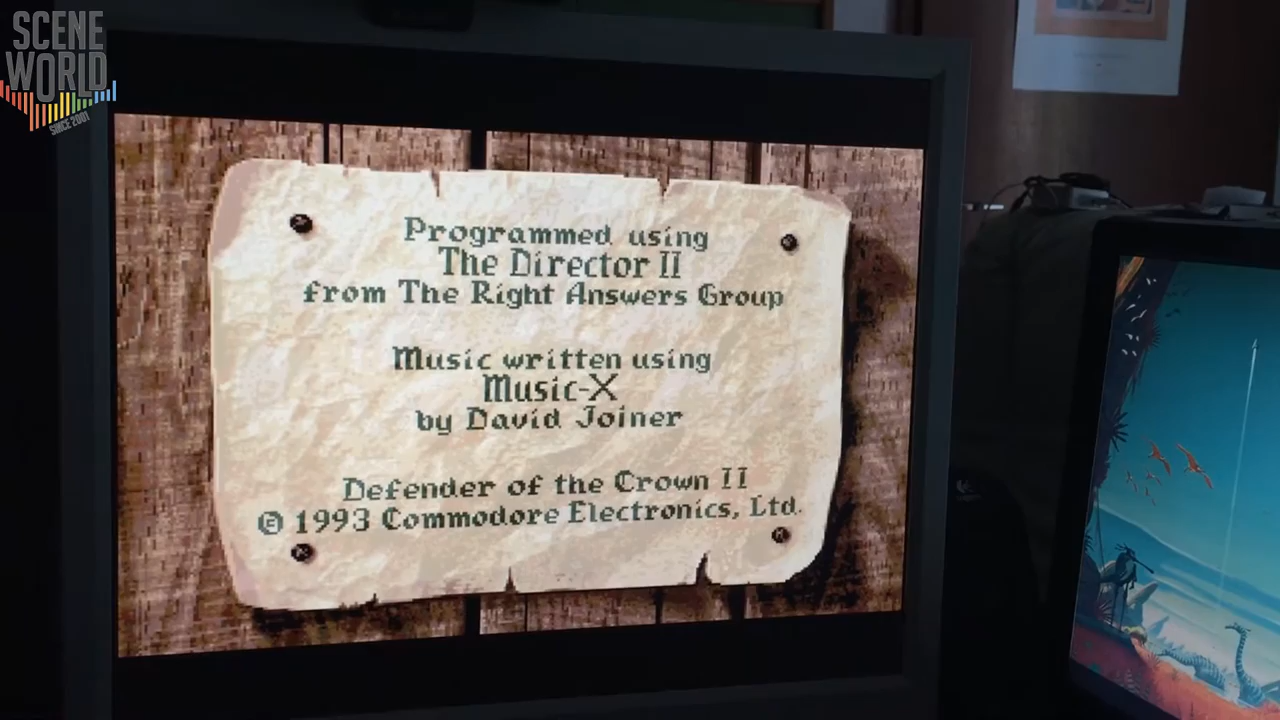 SCENE
WORLD
SINCE 2001
Programmed using
The Director II
from The Right Answers Group
Music written using
Music-X
by David Joiner
Defender of the Crown II
© 1993 Commodore Electronics, Ltd.